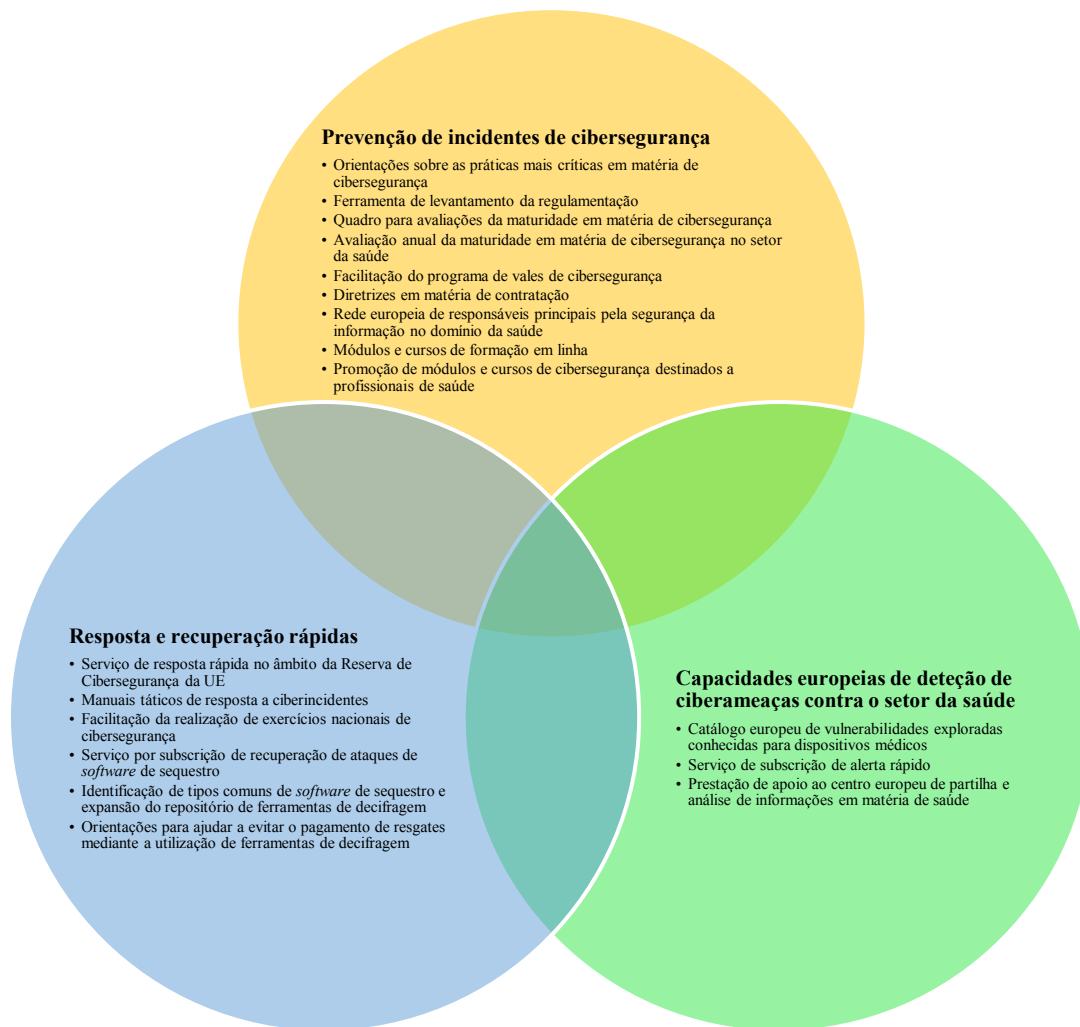 Prevenção de incidentes de cibersegurança
• Orientações sobre as práticas mais críticas em matéria de
cibersegurança
• Ferramenta de levantamento da regulamentação
• Quadro para avaliações da maturidade em matéria de cibersegurança
• Avaliação anual da maturidade em matéria de cibersegurança no setor
da saúde
• Facilitação do programa de vales de cibersegurança
• Diretrizes em matéria de contratação
• Rede europeia de responsáveis principais pela segurança da
informação no domínio da saúde
• Módulos e cursos de formação em linha
• Promoção de módulos e cursos de cibersegurança destinados a
profissionais de saúde
Resposta e recuperação rápidas
• Serviço de resposta rápida no âmbito da Reserva de
Cibersegurança da UE
• Manuais táticos de resposta a ciberincidentes
• Facilitação da realização de exercícios nacionais de
cibersegurança
• Serviço por subscrição de recuperação de ataques de
software de sequestro
• Identificação de tipos comuns de software de sequestro e
expansão do repositório de ferramentas de decifragem
• Orientações para ajudar a evitar o pagamento de resgates
mediante a utilização de ferramentas de decifragem
Capacidades europeias de deteção de
ciberameaças contra o setor da saúde
• Catálogo europeu de vulnerabilidades exploradas
conhecidas para dispositivos médicos
• Serviço de subscrição de alerta rápido
• Prestação de apoio ao centro europeu de partilha e
análise de informações em matéria de saúde